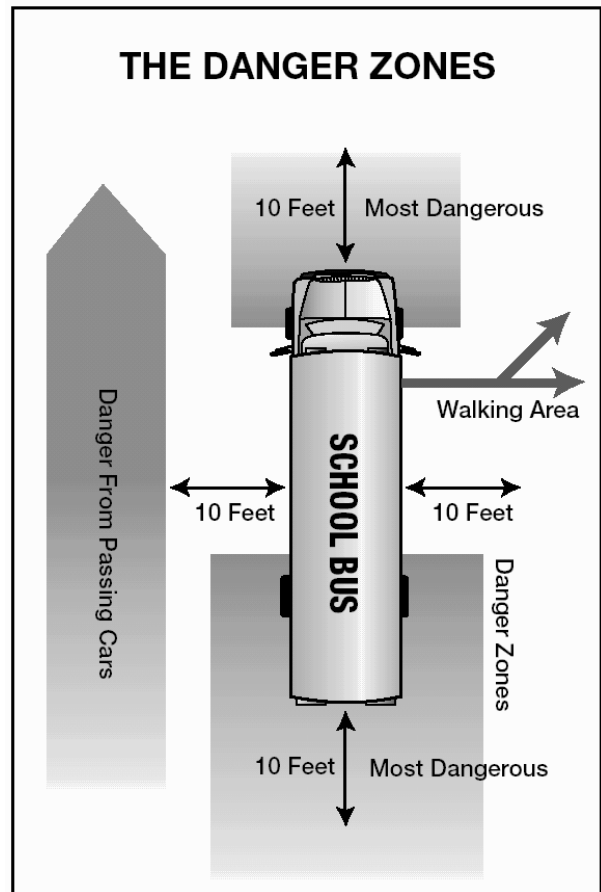 THE DANGER ZONES
10 Feet
Most Dangerous
Walking Area
Danger From Passing Cars
SCHOOL BUS
10 Feet
10 Feet
Danger Zones
10 Feet
Most Dangerous